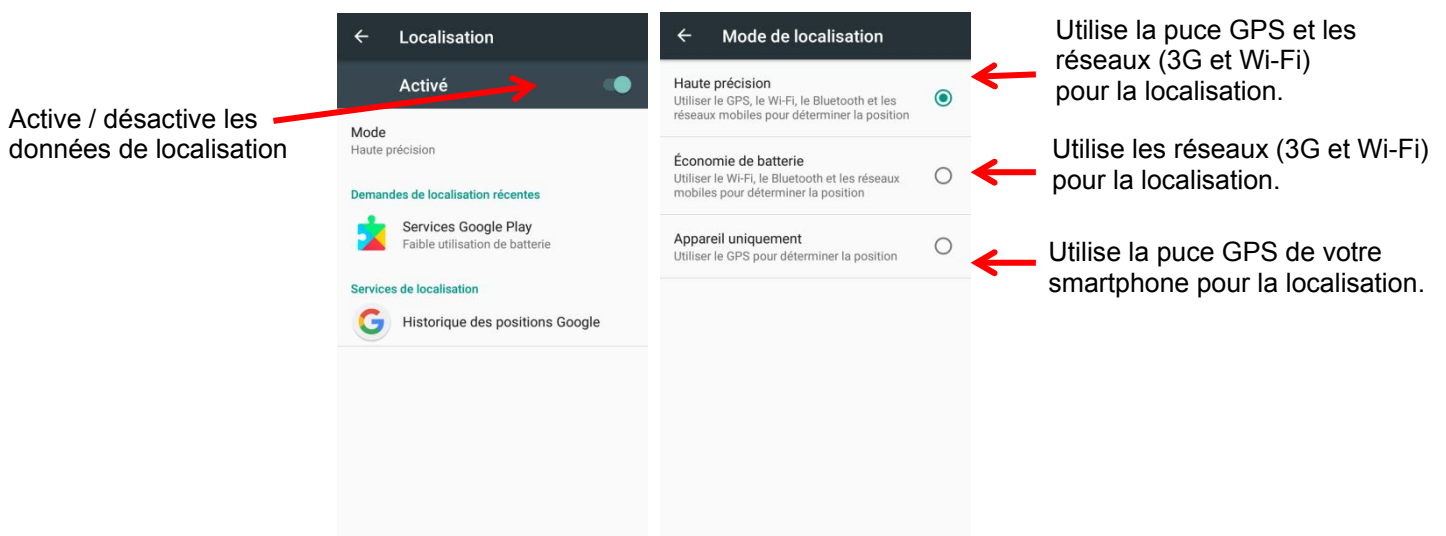 Active / désactive les
données de localisation
Localisation
Activé
Mode
Haute précision
Demandes de localisation récentes
Services Google Play
Faible utilisation de batterie
Services de localisation
Historique des positions Google
Mode de localisation
Haute précision
Utiliser le GPS, le Wi-Fi, le Bluetooth et les
réseaux mobiles pour déterminer la position
Économie de batterie
Utiliser le Wi-Fi, le Bluetooth et les réseaux
mobiles pour déterminer la position
Appareil uniquement
Utiliser le GPS pour déterminer la position
Utilise la puce GPS et les
réseaux (3G et Wi-Fi)
pour la localisation.
Utilise les réseaux (3G et Wi-Fi)
pour la localisation.
Utilise la puce GPS de votre
smartphone pour la localisation.